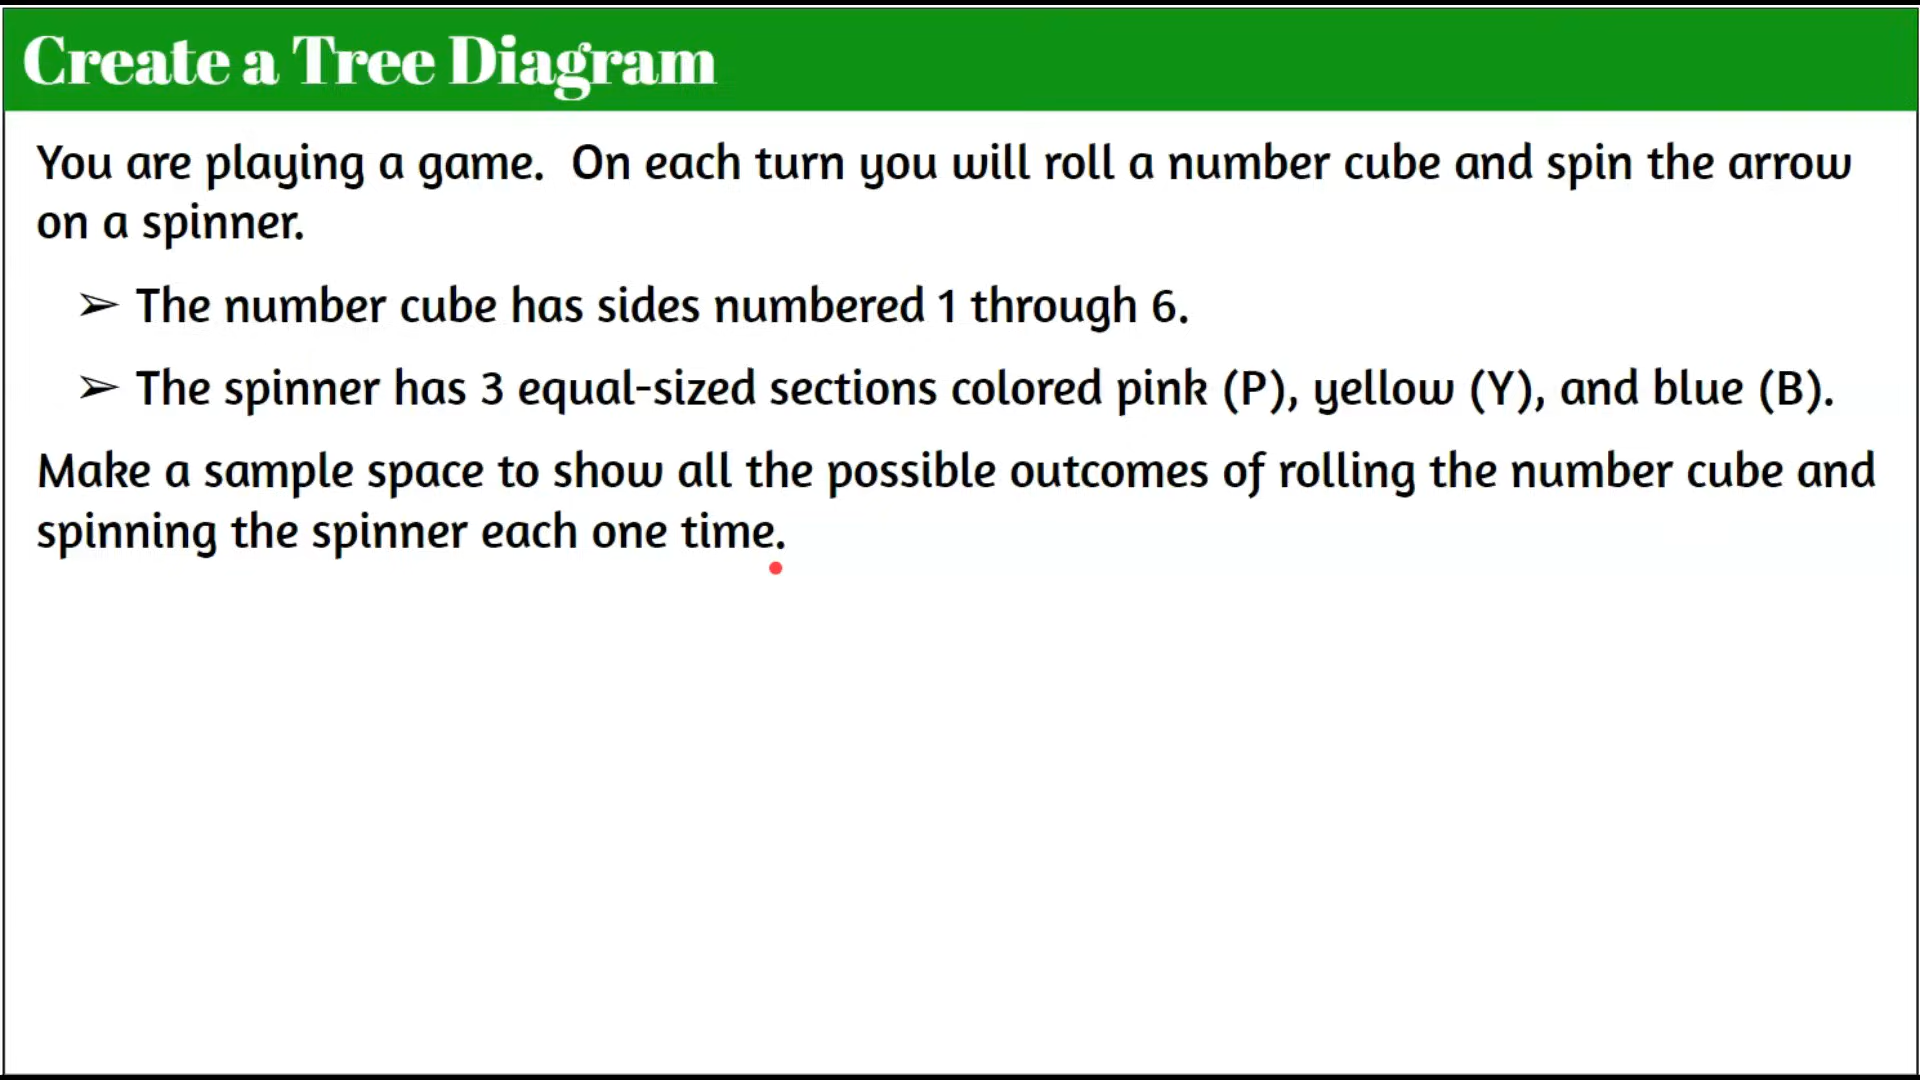 Create a Tree Diagram
You are playing a game. On each turn you will roll a number cube and spin the arrow
on a spinner.
➢ The number cube has sides numbered 1 through 6.
➢ The spinner has 3 equal-sized sections colored pink (P), yellow (Y), and blue (B).
Make a sample space to show all the possible outcomes of rolling the number cube and
spinning the spinner each one time.